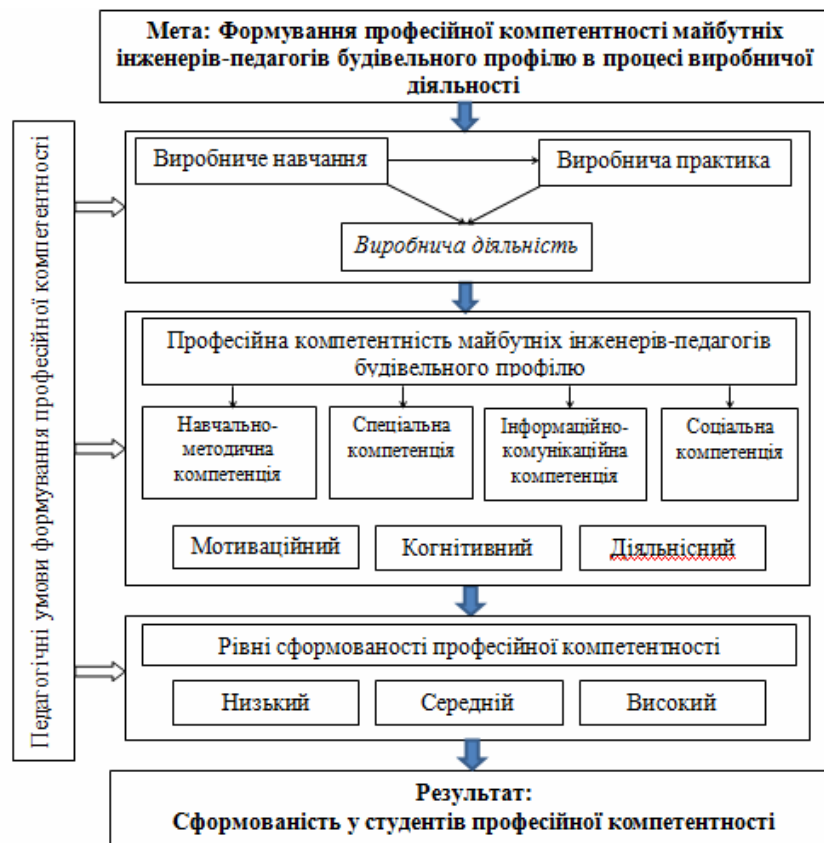 Мета: Формування професійної компетентності майбутніх
інженерів-педагогів будівельного профілю в процесі виробничої
діяльності
Педагогічні умови формування професійної компетентності
Виробниче навчання
Виробнича практика
Виробнича діяльність
Професійна компетентність майбутніх інженерів-педагогів
будівельного профілю
Навчально-
методична
компетенція
Спеціальна
компетенція
Інформаційно-
комунікаційна
компетенція
Соціальна
компетенція
Мотиваційний
Когнітивний
Діяльнісний
Рівні сформованості професійної компетентності
Низький
Середній
Високий
Результат:
Сформованість у студентів професійної компетентності